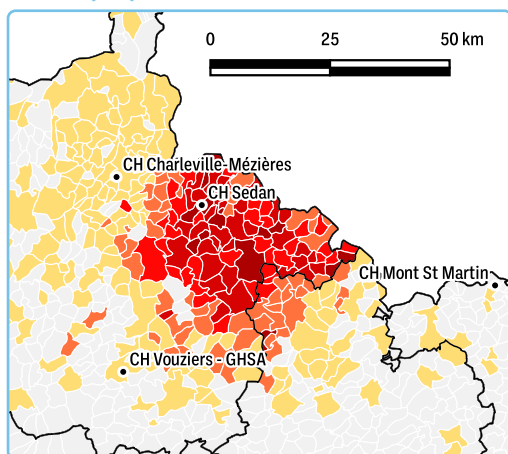 0 25 50 km
CH Charleville-Mézières
CH Sedan
CH Mont St Martin
CH Vouziers - GHSA